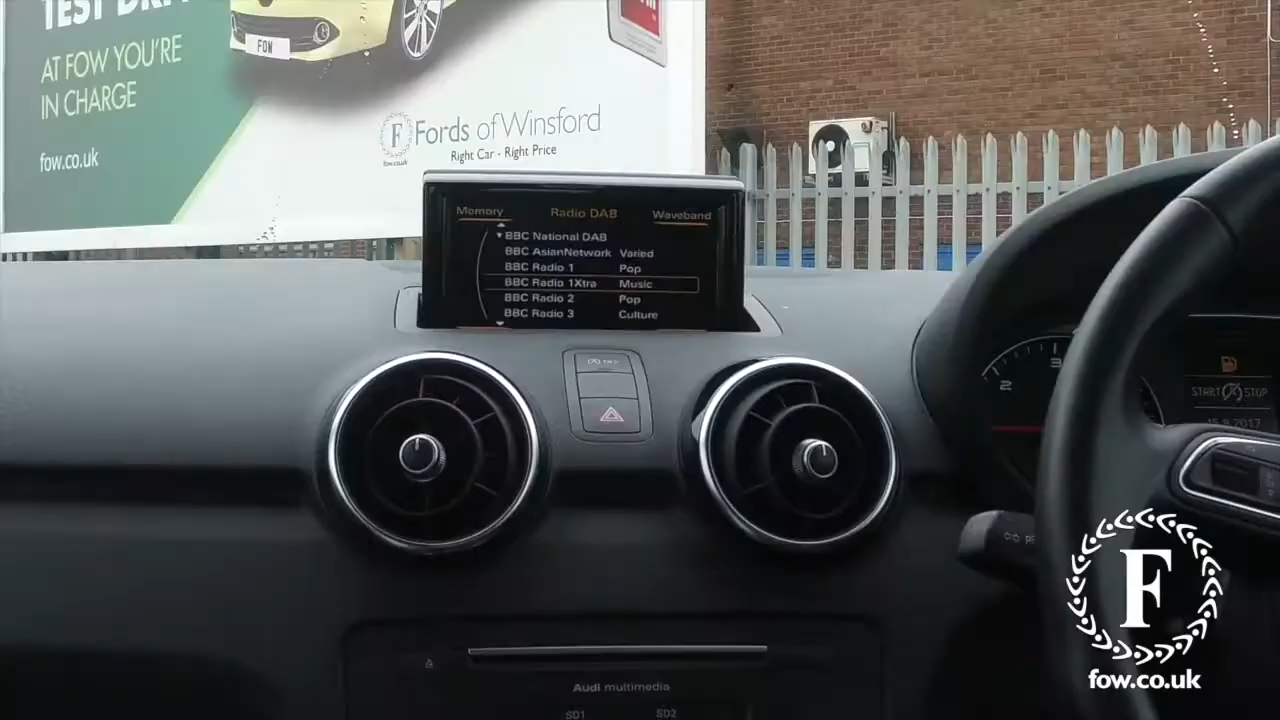 TEST DRI
AT FOW YOU'RE
IN CHARGE
fow.co.uk
FOW
F
Fords of Winsford
Right Car - Right Price
fow.co.uk
Memory Radio DAB Waveband
BBC National DAB
BBC AsianNetwork Varied
BBC Radio 1 Pop
BBC Radio 1Xtra Music
BBC Radio 2 Pop
BBC Radio 3 Culture
2 3
START STOP
Audi multimedia
SD1 SD2
F
fow.co.uk